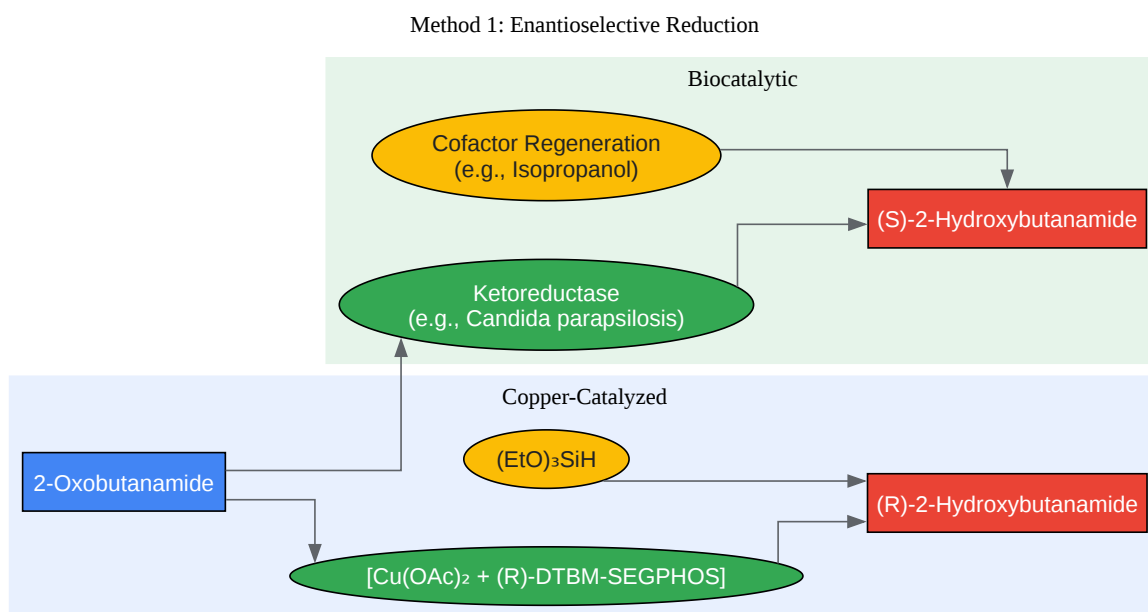 Method 1: Enantioselective Reduction
Biocatalytic
Cofactor Regeneration
(e.g., Isopropanol)
(S)-2-Hydroxybutanamide
Ketoreductase
(e.g., Candida parapsilosis)
Copper-Catalyzed
(EtO)₃SiH
2-Oxobutanamide
(R)-2-Hydroxybutanamide
[Cu(OAc)₂ + (R)-DTBM-SEGPHOS]